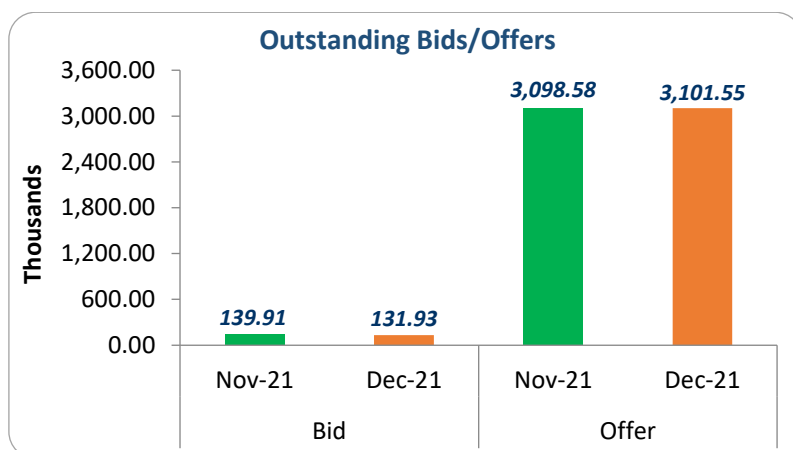 Outstanding Bids/Offers
Thousands
3,600.00
3,000.00
2,400.00
1,800.00
1,200.00
600.00
0.00
139.91
131.93
3,098.58
3,101.55
Nov-21
Dec-21
Nov-21
Dec-21
Bid
Offer